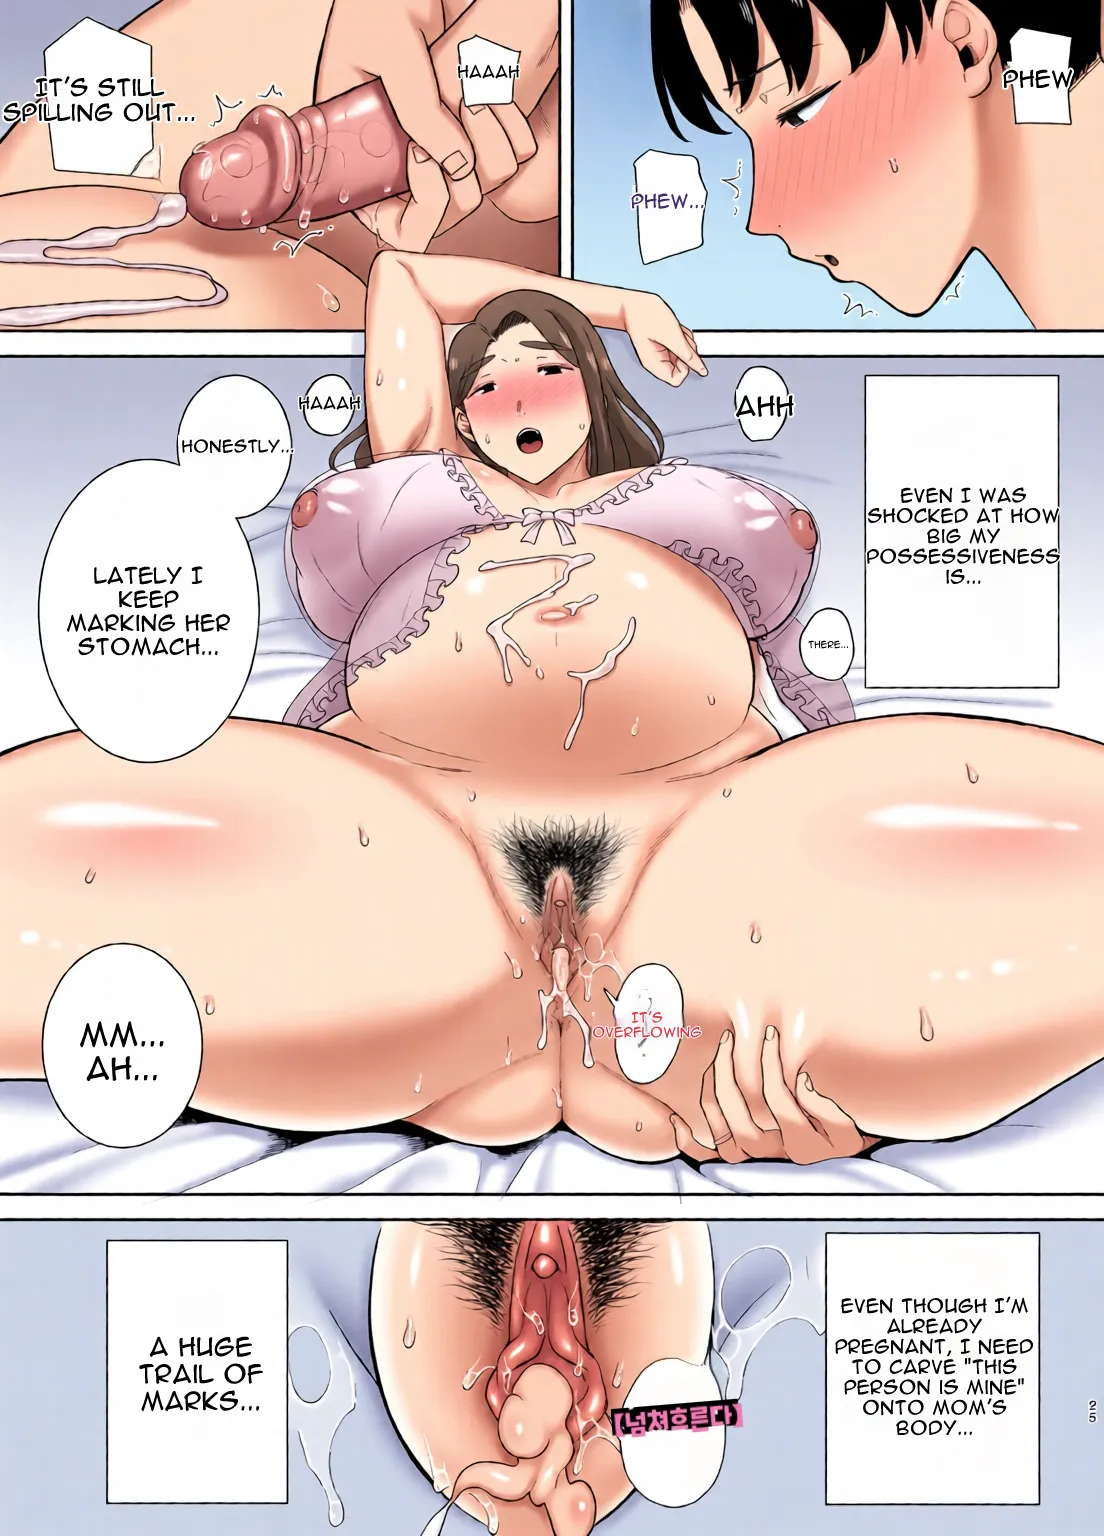 IT'S STILL
SPILLING OUT...
HAAAH
PHEW
PHEW...
HONESTLY...
HAAAH
AHH
LATELY I
KEEP
MARKING HER
STOMACH...
EVEN I WAS
SHOCKED AT HOW
BIG MY
POSSESSIVENESS
IS...
THERE...
MM...
AH...
IT'S
OVERFLOWING
A HUGE
TRAIL OF
MARKS...
【넘쳐흐른다】
EVEN THOUGH I'M
ALREADY
PREGNANT, I NEED
TO CARVE "THIS
PERSON IS MINE"
ONTO MOM'S
BODY...
25